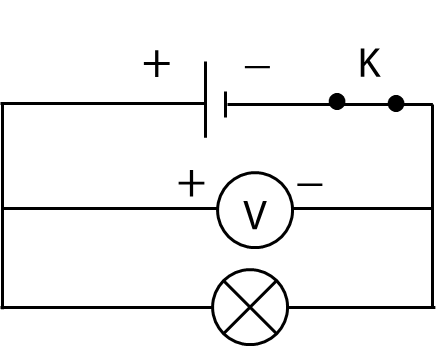 + − K
+ V −